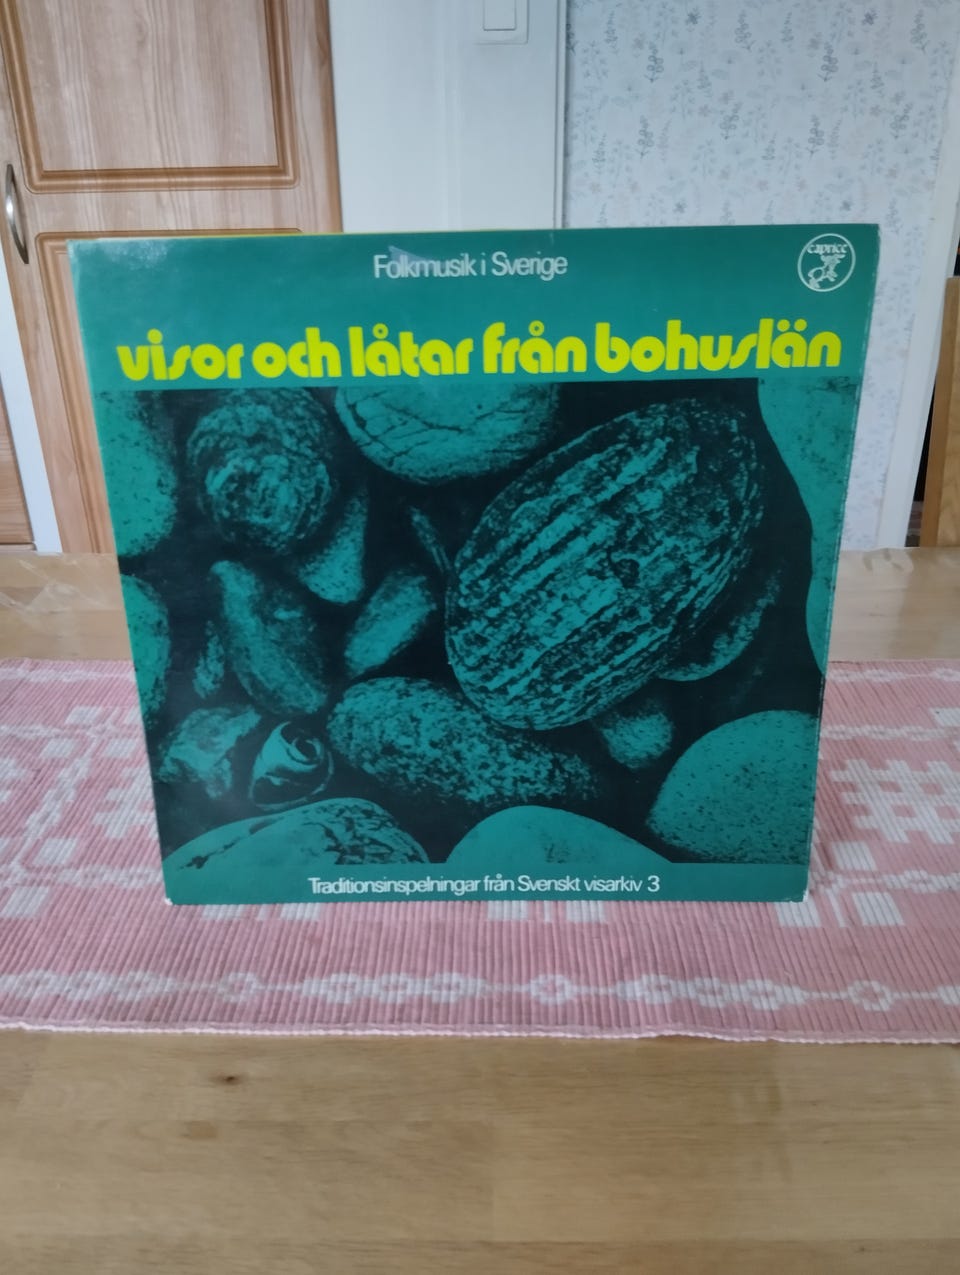 Folkmusik i Sverige
caprice
visor och låtar från bohuslän
Traditionsinspelningar från Svenskt visarkiv 3